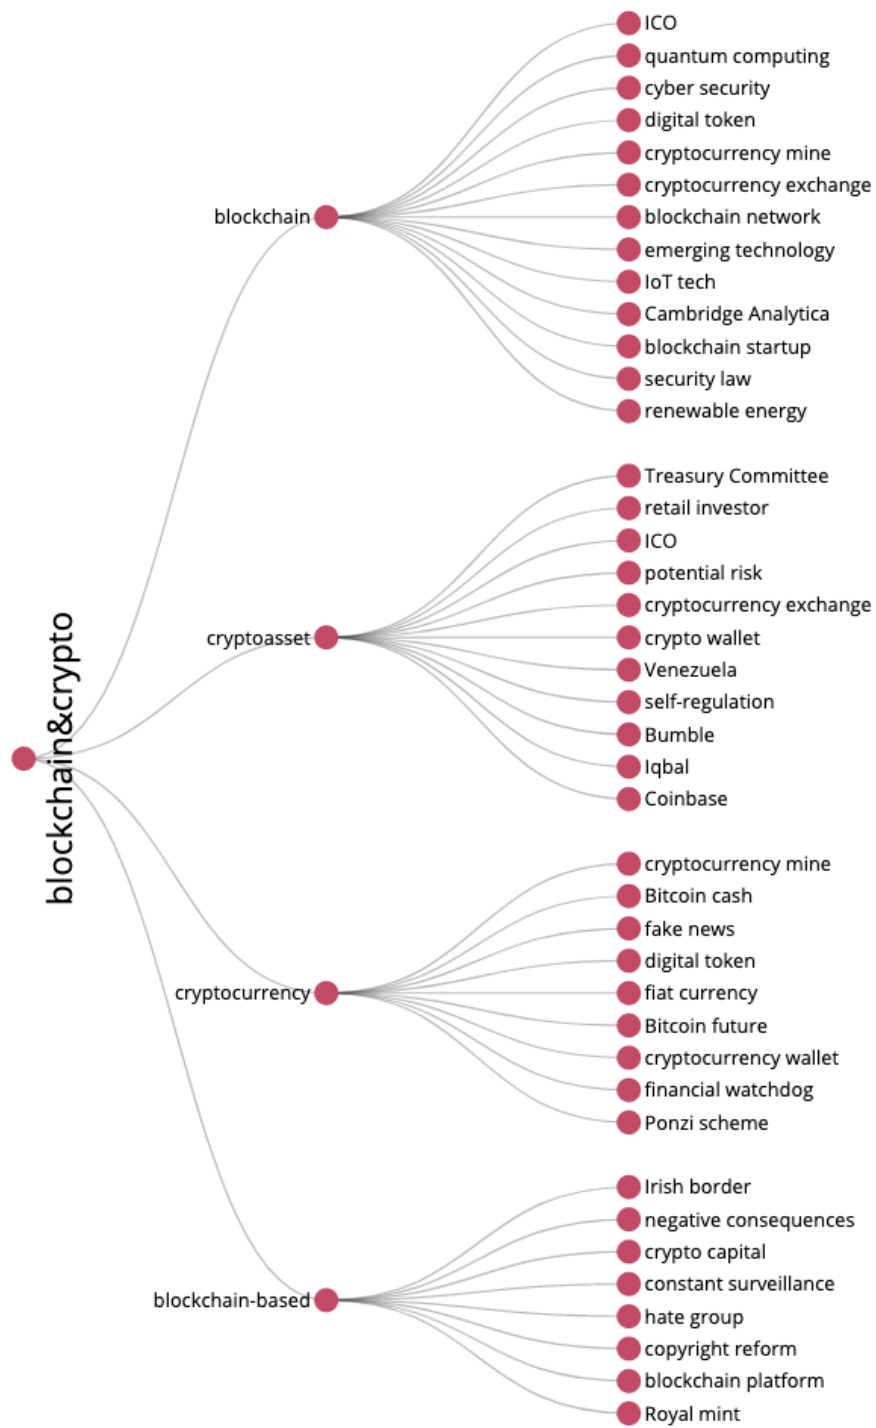 blockchain&crypto
blockchain
ICO
quantum computing
cyber security
digital token
cryptocurrency mine
cryptocurrency exchange
blockchain network
emerging technology
IoT tech
Cambridge Analytica
blockchain startup
security law
renewable energy
cryptoasset
Treasury Committee
retail investor
ICO
potential risk
cryptocurrency exchange
crypto wallet
Venezuela
self-regulation
Bumble
Iqbal
Coinbase
cryptocurrency
cryptocurrency mine
Bitcoin cash
fake news
digital token
fiat currency
Bitcoin future
cryptocurrency wallet
financial watchdog
Ponzi scheme
blockchain-based
Irish border
negative consequences
crypto capital
constant surveillance
hate group
copyright reform
blockchain platform
Royal mint